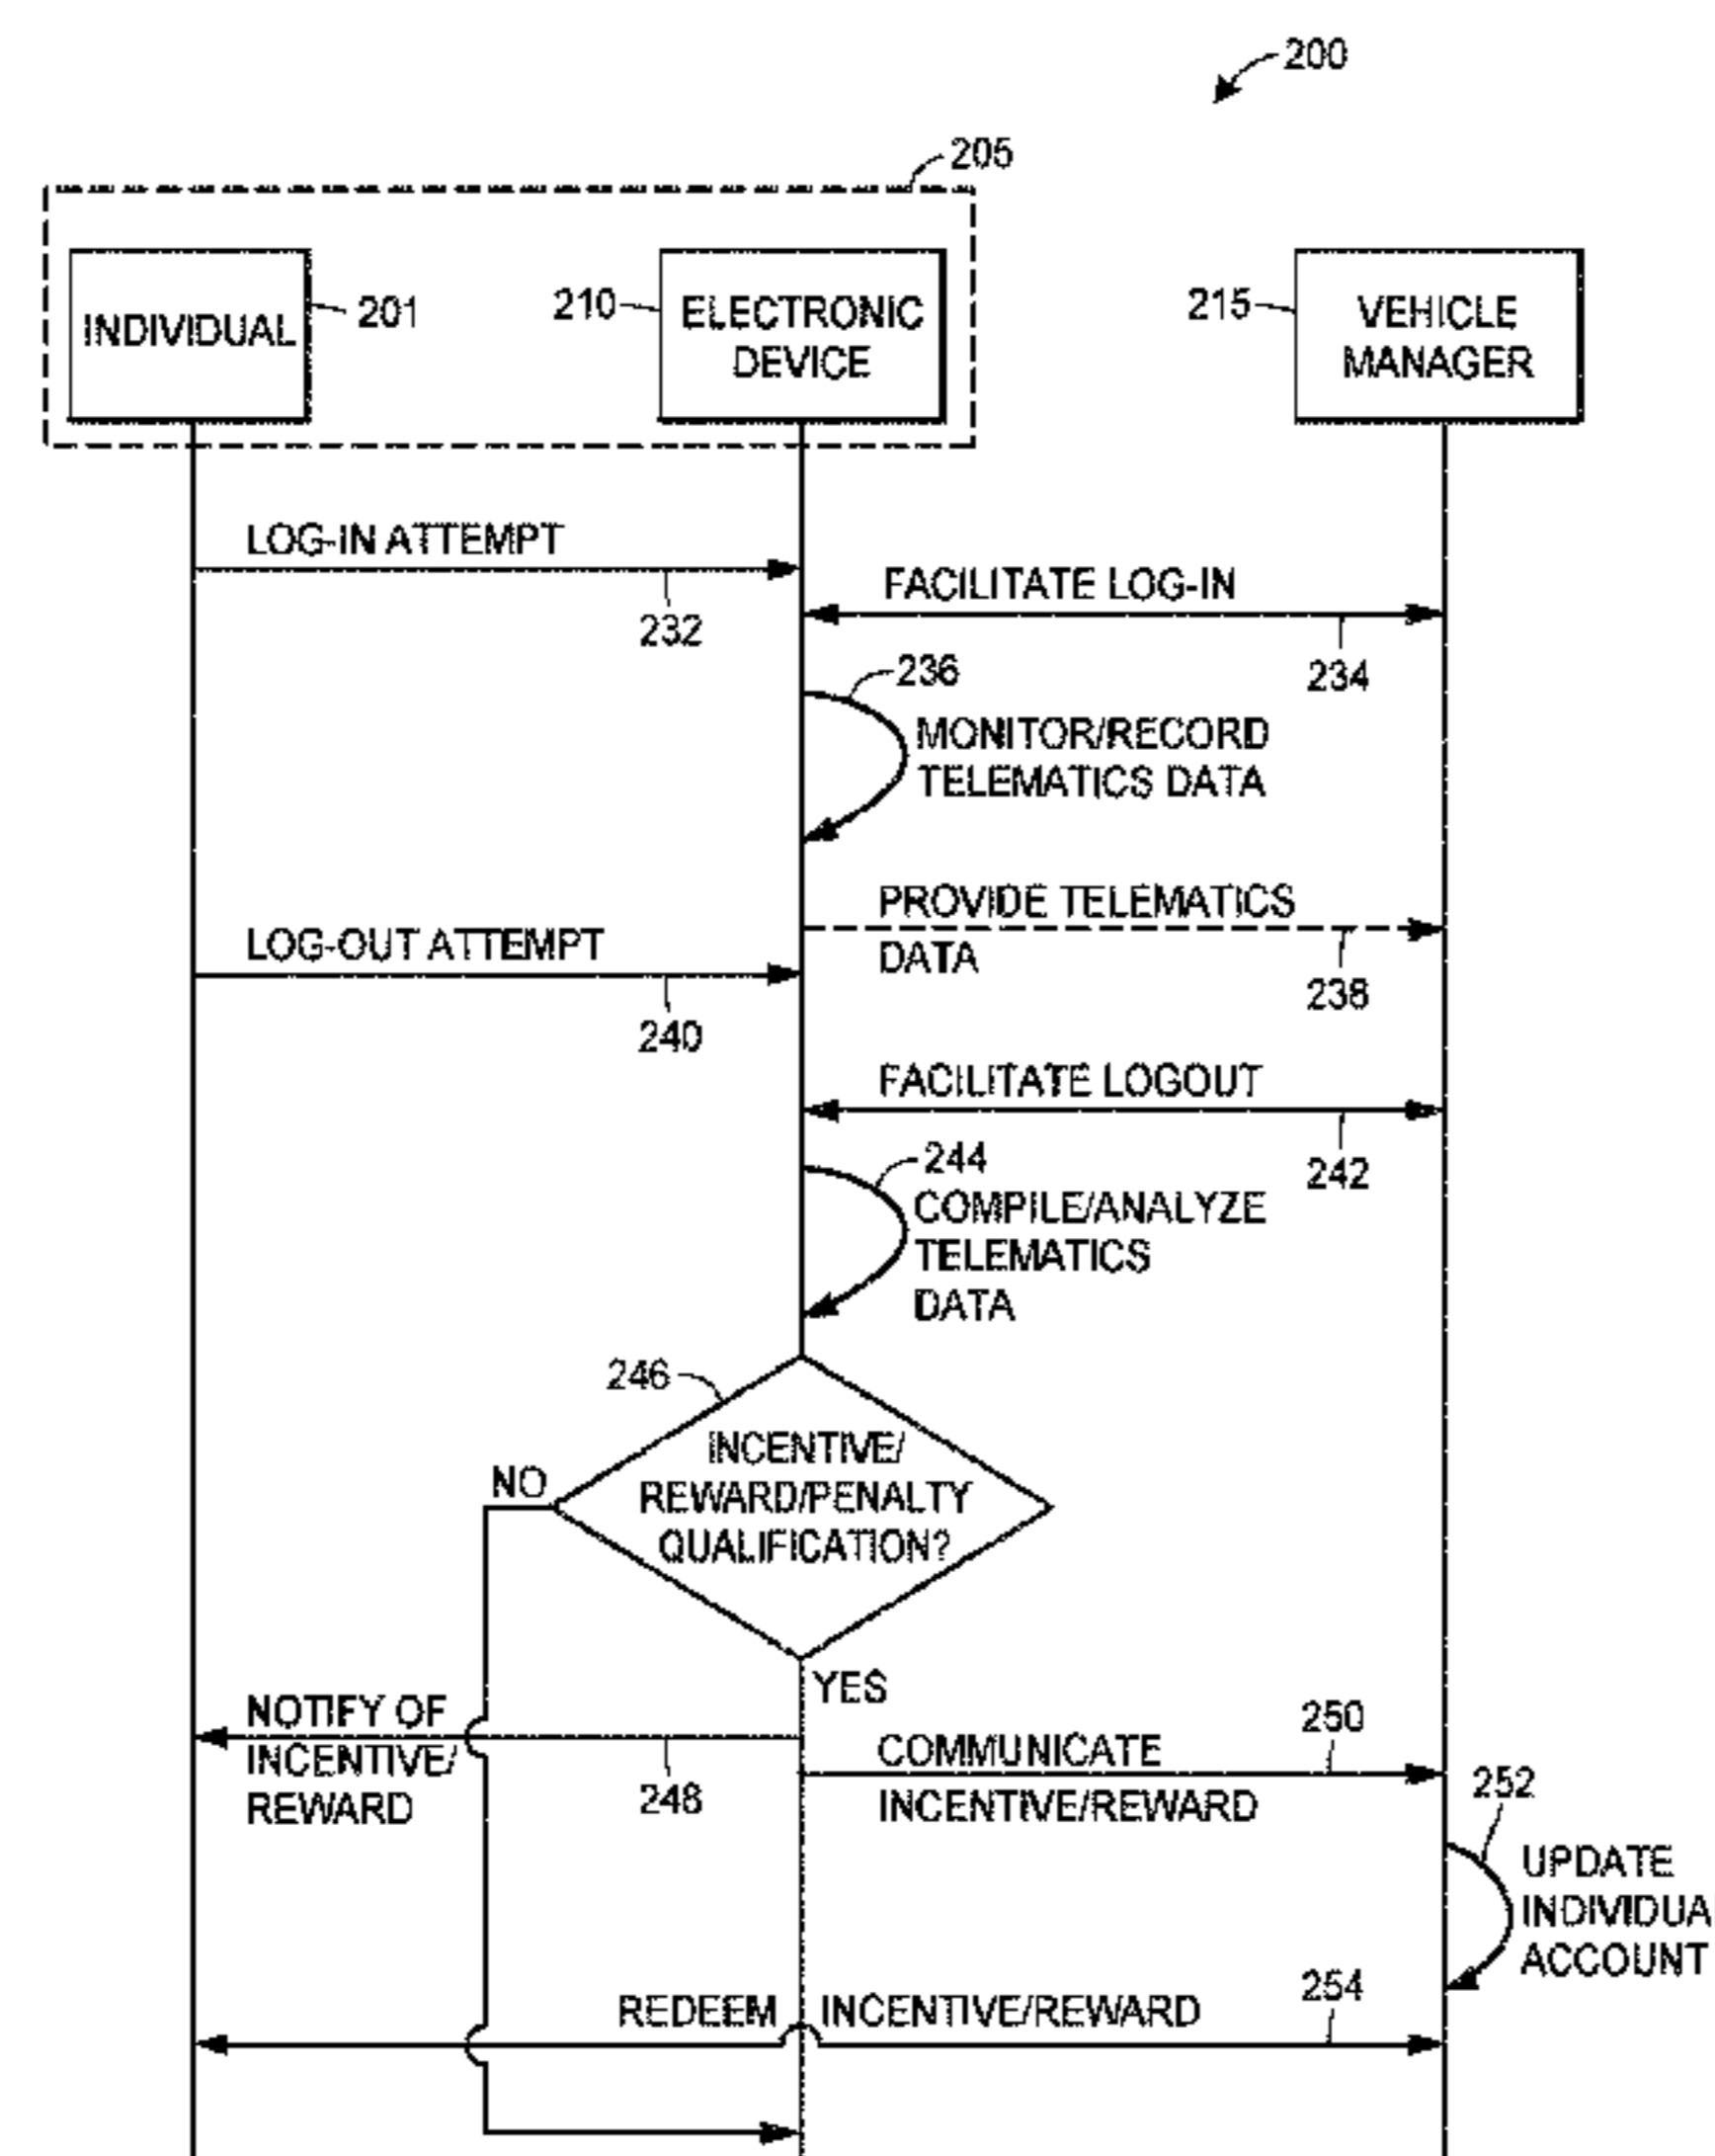 200
205
INDIVIDUAL
201
210
ELECTRONIC
DEVICE
215
VEHICLE
MANAGER
LOG-IN ATTEMPT
232
FACILITATE LOG-IN
234
236
MONITOR/RECORD
TELEMATICS DATA
PROVIDE TELEMATICS
DATA
238
LOG-OUT ATTEMPT
240
FACILITATE LOGOUT
242
244
COMPILE/ANALYZE
TELEMATICS
DATA
246
INCENTIVE/
REWARD/PENALTY
QUALIFICATION?
NO
YES
NOTIFY OF
INCENTIVE/
REWARD
248
COMMUNICATE
INCENTIVE/REWARD
250
252
UPDATE
INDIVIDUA
ACCOUNT
254
REDEEM INCENTIVE/REWARD